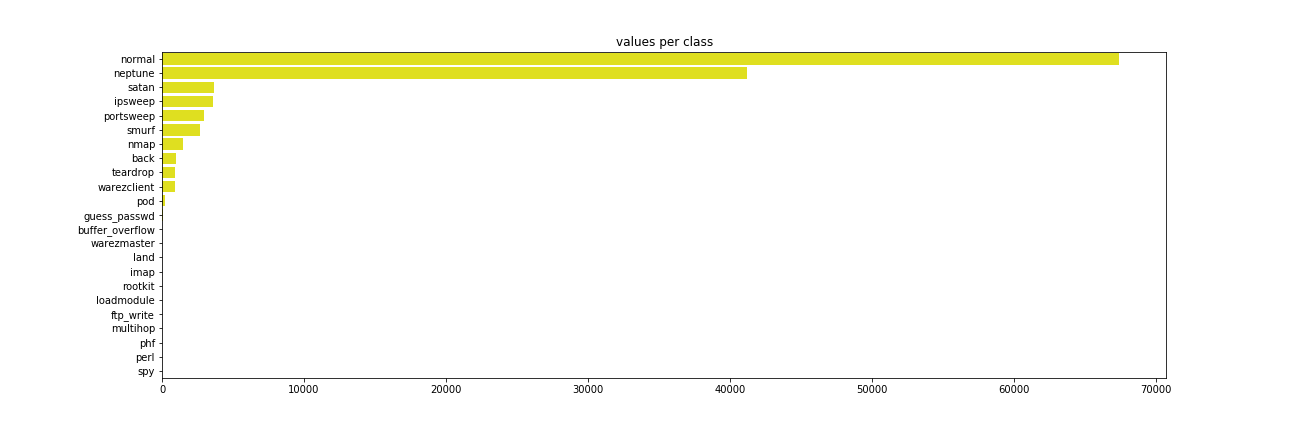 values per class
normal
neptune
satan
ipsweep
portsweep
smurf
nmap
back
teardrop
warezclient
pod
guess_passwd
buffer_overflow
warezmaster
land
imap
rootkit
loadmodule
ftp_write
multihop
phf
perl
spy
0 10000 20000 30000 40000 50000 60000 70000